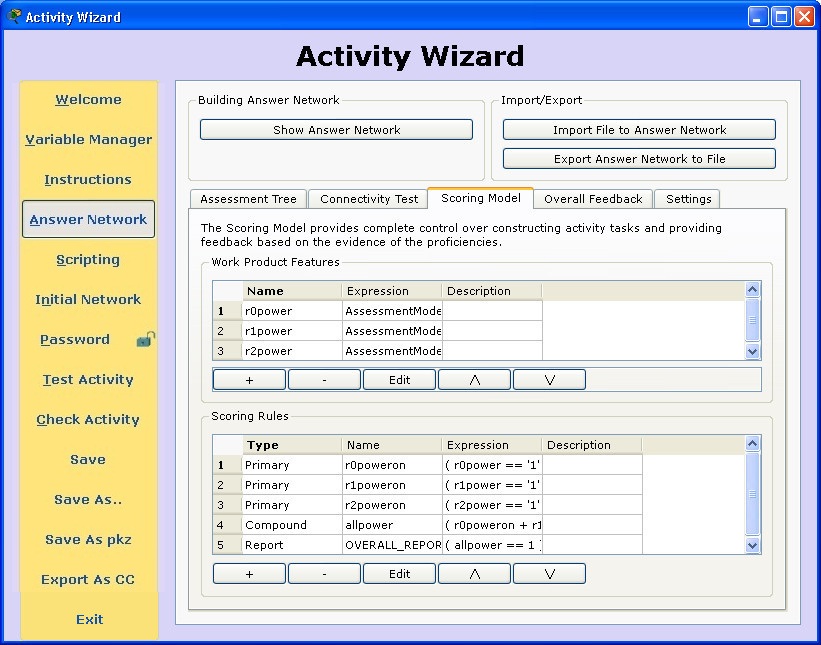 Activity Wizard
Activity Wizard
Welcome
Variable Manager
Instructions
Answer Network
Scripting
Initial Network
Password
Test Activity
Check Activity
Save
Save As..
Save As pkz
Export As CC
Exit
Building Answer Network
Show Answer Network
Import/Export
Import File to Answer Network
Export Answer Network to File
Assessment Tree Connectivity Test Scoring Model Overall Feedback Settings
The Scoring Model provides complete control over constructing activity tasks and providing
feedback based on the evidence of the proficiencies.
Work Product Features
Name Expression Description
1 r0power AssessmentMode
2 r1power AssessmentMode
3 r2power AssessmentMode
+ - Edit /\ \/
Scoring Rules
Type Name Expression Description
1 Primary r0poweron ( r0power == '1'
2 Primary r1poweron ( r1power == '1'
3 Primary r2poweron ( r2power == '1'
4 Compound allpower ( r0poweron + r1
5 Report OVERALL_REPOR ( allpower == 1 )
+ - Edit /\ \/